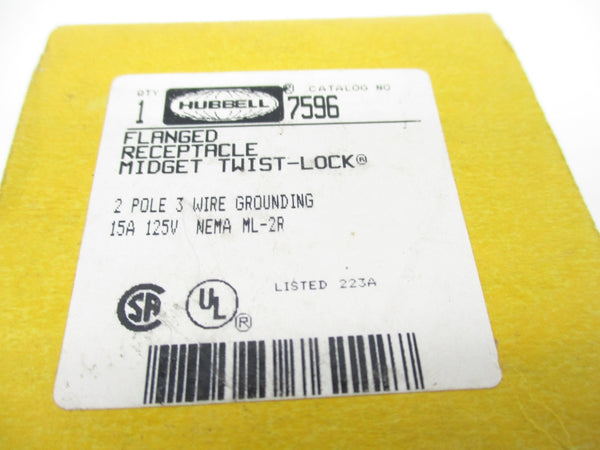 QTY CATALOG NO
1 HUBBELL ® 7596
FLANGED
RECEPTACLE
MIDGET TWIST-LOCK®
2 POLE 3 WIRE GROUNDING
15A 125V NEMA ML-2R
LISTED 223A
SA UL ®